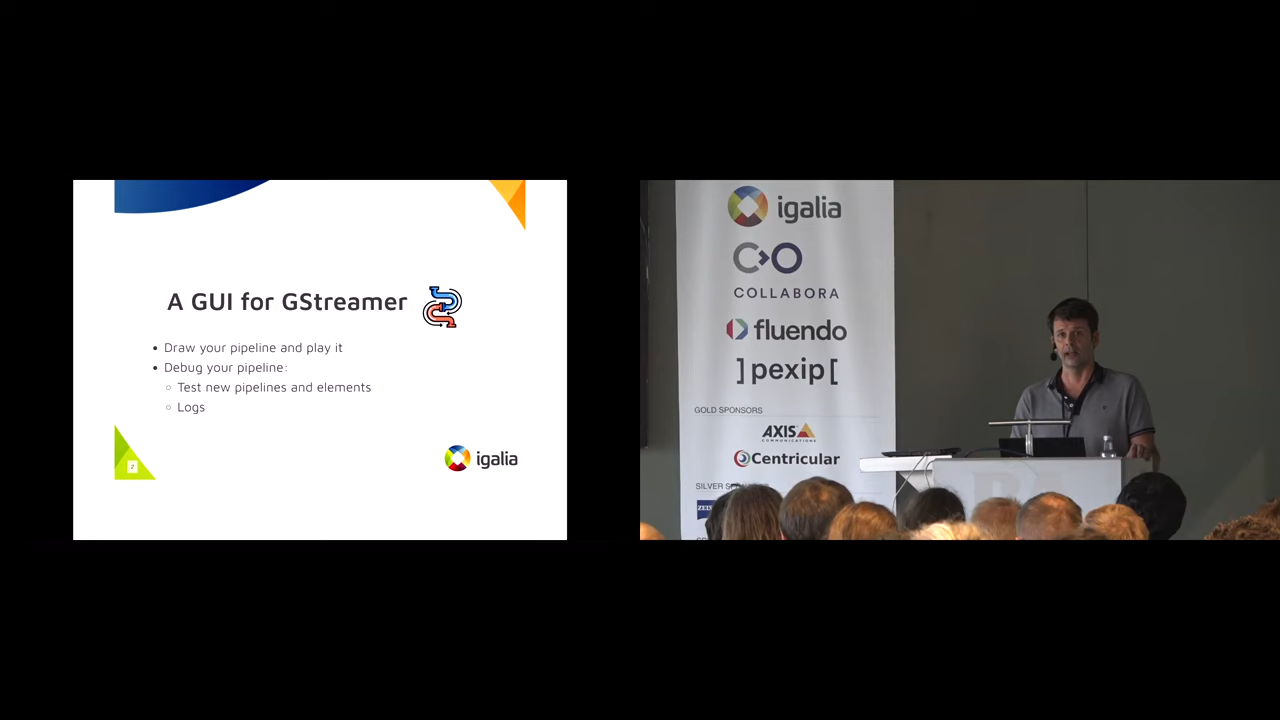 A GUI for GStreamer
Draw your pipeline and play it
Debug your pipeline:
Test new pipelines and elements
Logs
igalia
igalia
COLLABORA
fluendo
]pexip[
GOLD SPONSORS
AXIS
COMMUNICATIONS
Centricular
SILVER